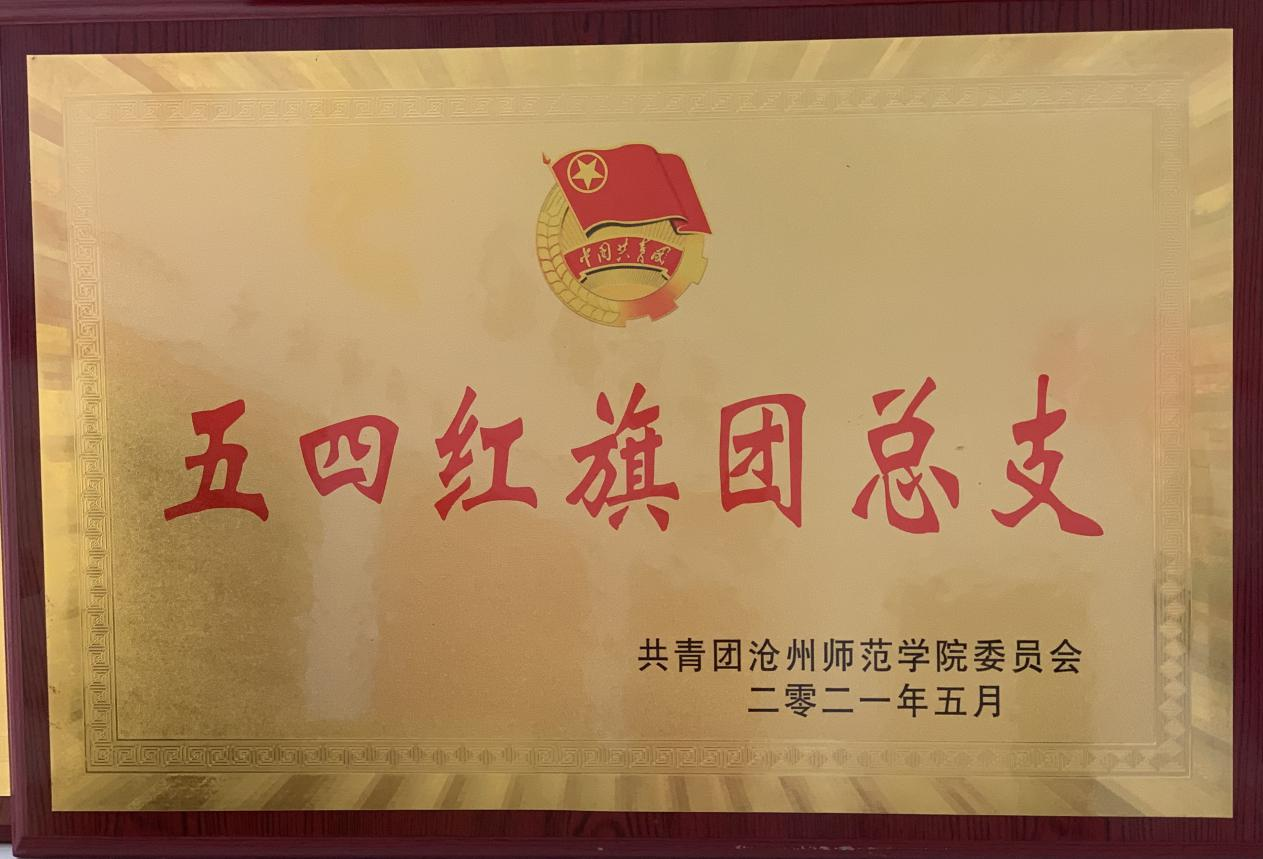 中国共青团
五四红旗团总支
共青团沧州师范学院委员会
二零二一年五月